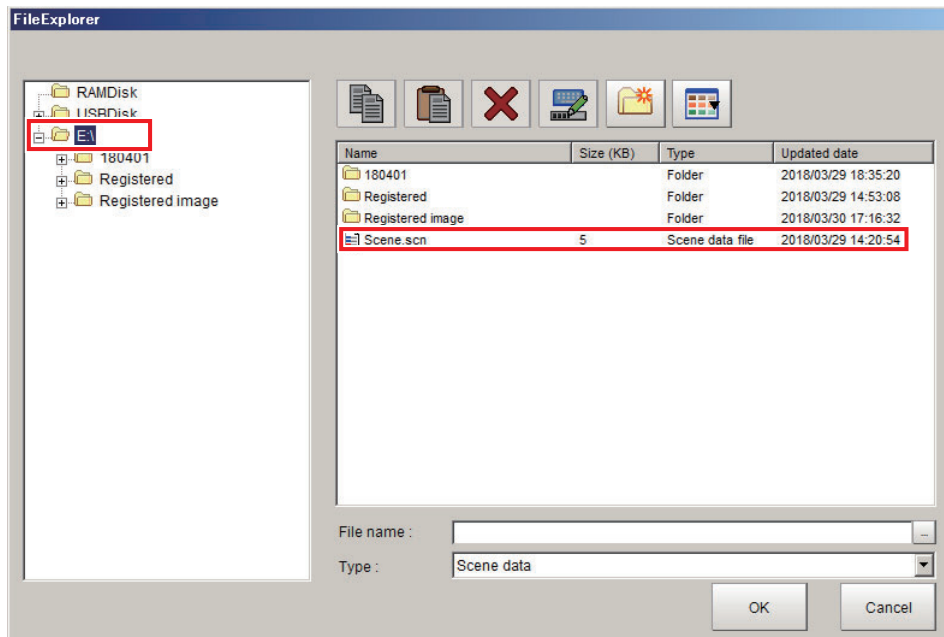 FileExplorer
RAMDisk
USBDisk
E:\
180401
Registered
Registered image
Name Size (KB) Type Updated date
180401 Folder 2018/03/29 18:35:20
Registered Folder 2018/03/29 14:53:08
Registered image Folder 2018/03/30 17:16:32
Scene.scn 5 Scene data file 2018/03/29 14:20:54
File name :
...
Type : Scene data
OK Cancel